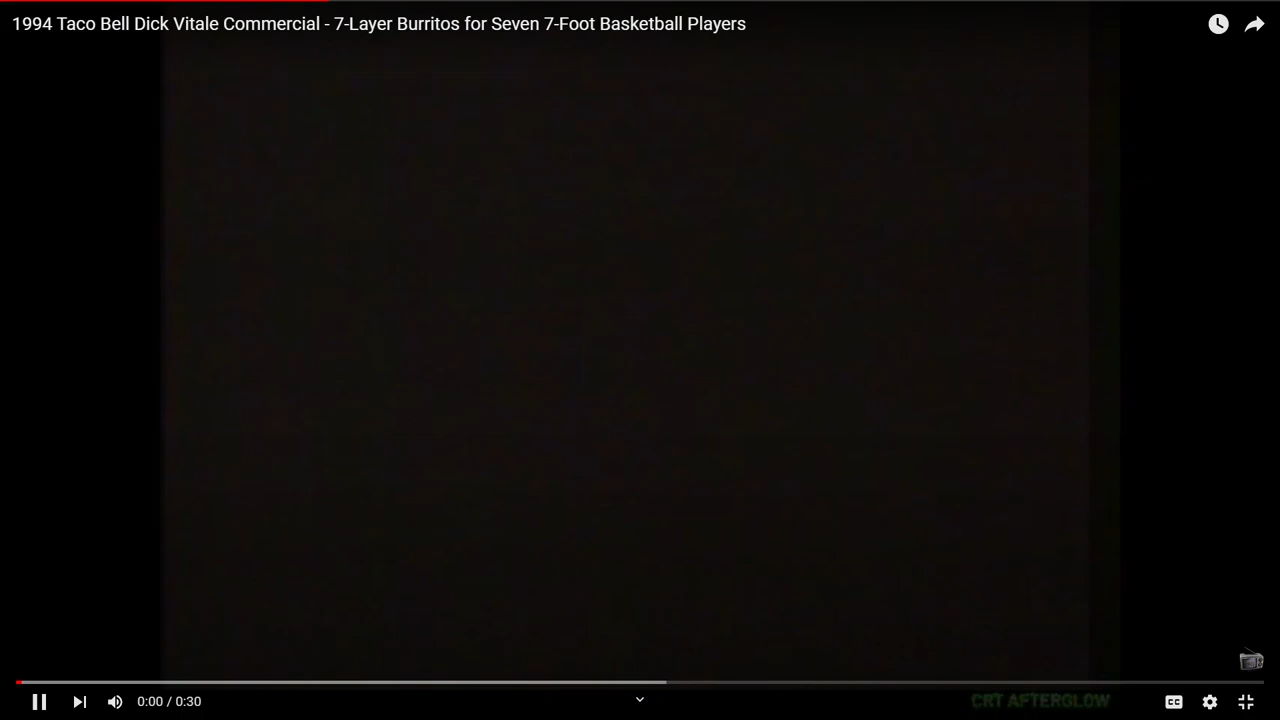 1994 Taco Bell Dick Vitale Commercial - 7-Layer Burritos for Seven 7-Foot Basketball Players
0:00 / 0:30
CRT AFTERGLOW
CC